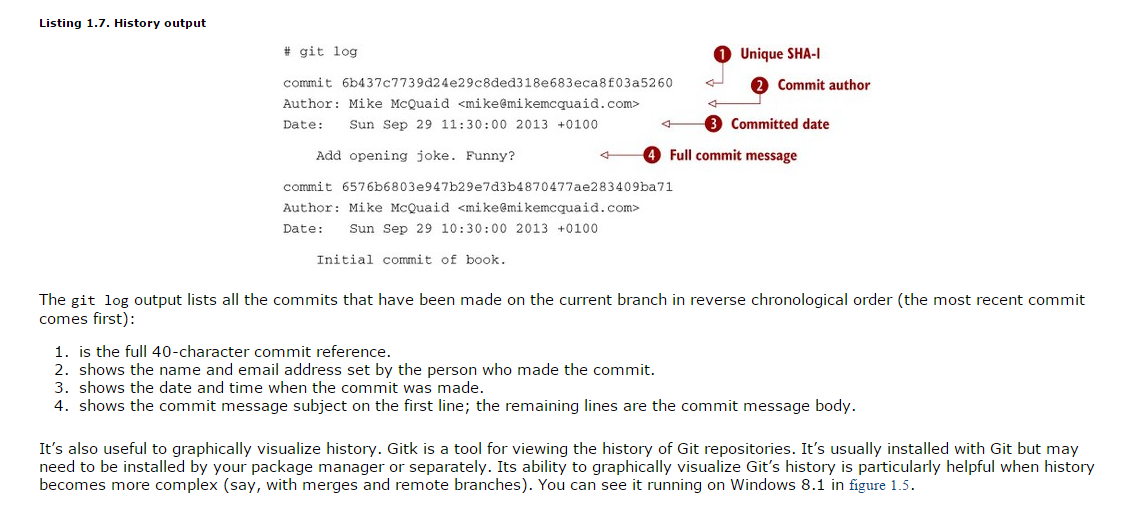 Listing 1.7. History output
# git log
1 Unique SHA-I
commit 6b437c7739d24e29c8ded318e683eca8f03a5260
2 Commit author
Author: Mike McQuaid <mike@mikemcquaid.com>
Date: Sun Sep 29 11:30:00 2013 +0100
3 Committed date
Add opening joke. Funny?
4 Full commit message
commit 6576b6803e947b29e7d3b4870477ae283409ba71
Author: Mike McQuaid <mike@mikemcquaid.com>
Date: Sun Sep 29 10:30:00 2013 +0100
Initial commit of book.
The git log output lists all the commits that have been made on the current branch in reverse chronological order (the most recent commit
comes first):
1. is the full 40-character commit reference.
2. shows the name and email address set by the person who made the commit.
3. shows the date and time when the commit was made.
4. shows the commit message subject on the first line; the remaining lines are the commit message body.
It’s also useful to graphically visualize history. Gitk is a tool for viewing the history of Git repositories. It’s usually installed with Git but may
need to be installed by your package manager or separately. Its ability to graphically visualize Git’s history is particularly helpful when history
becomes more complex (say, with merges and remote branches). You can see it running on Windows 8.1 in figure 1.5.